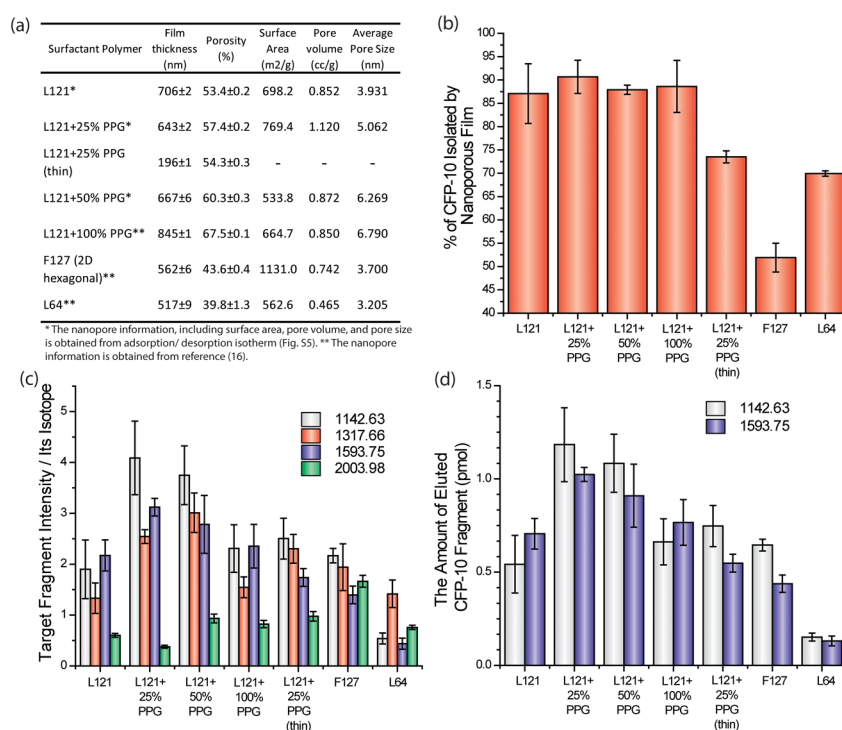 (a)
Surfactant Polymer Film thickness (nm) Porosity (%) Surface Area (m2/g) Pore volume (cc/g) Average Pore Size (nm)
L121* 706±2 53.4±0.2 698.2 0.852 3.931
L121+25% PPG* 643±2 57.4±0.2 769.4 1.120 5.062
L121+25% PPG (thin) 196±1 54.3±0.3 - - -
L121+50% PPG* 667±6 60.3±0.3 533.8 0.872 6.269
L121+100% PPG** 845±1 67.5±0.1 664.7 0.850 6.790
F127 (2D hexagonal)** 562±6 43.6±0.4 1131.0 0.742 3.700
L64** 517±9 39.8±1.3 562.6 0.465 3.205
* The nanopore information, including surface area, pore volume, and pore size
is obtained from adsorption/ desorption isotherm (Fig. S5). ** The nanopore
information is obtained from reference (16).
(b)
% of CFP-10 Isolated by
Nanoporous Film
100
95
90
85
80
75
70
65
60
55
50
45
40
L121 L121+ L121+ L121+ L121+ F127 L64
25% 50% 100% 25%
PPG PPG PPG PPG
(thin)
(c)
Target Fragment Intensity / Its Isotope
5
4
3
2
1
0
1142.63
1317.66
1593.75
2003.98
L121 L121+ L121+ L121+ L121+ F127 L64
25% 50% 100% 25%
PPG PPG PPG PPG
(thin)
(d)
The Amount of Eluted
CFP-10 Fragment (pmol)
1.5
1.0
0.5
0.0
1142.63
1593.75
L121 L121+ L121+ L121+ L121+ F127 L64
25% 50% 100% 25%
PPG PPG PPG PPG
(thin)